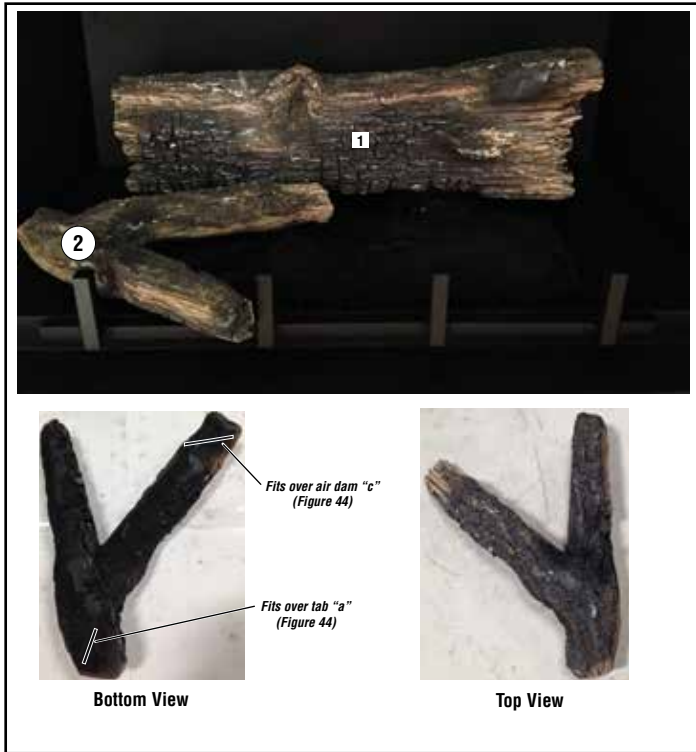 1
2
Fits over air dam “c”
(Figure 44)
Fits over tab “a”
(Figure 44)
Bottom View
Top View